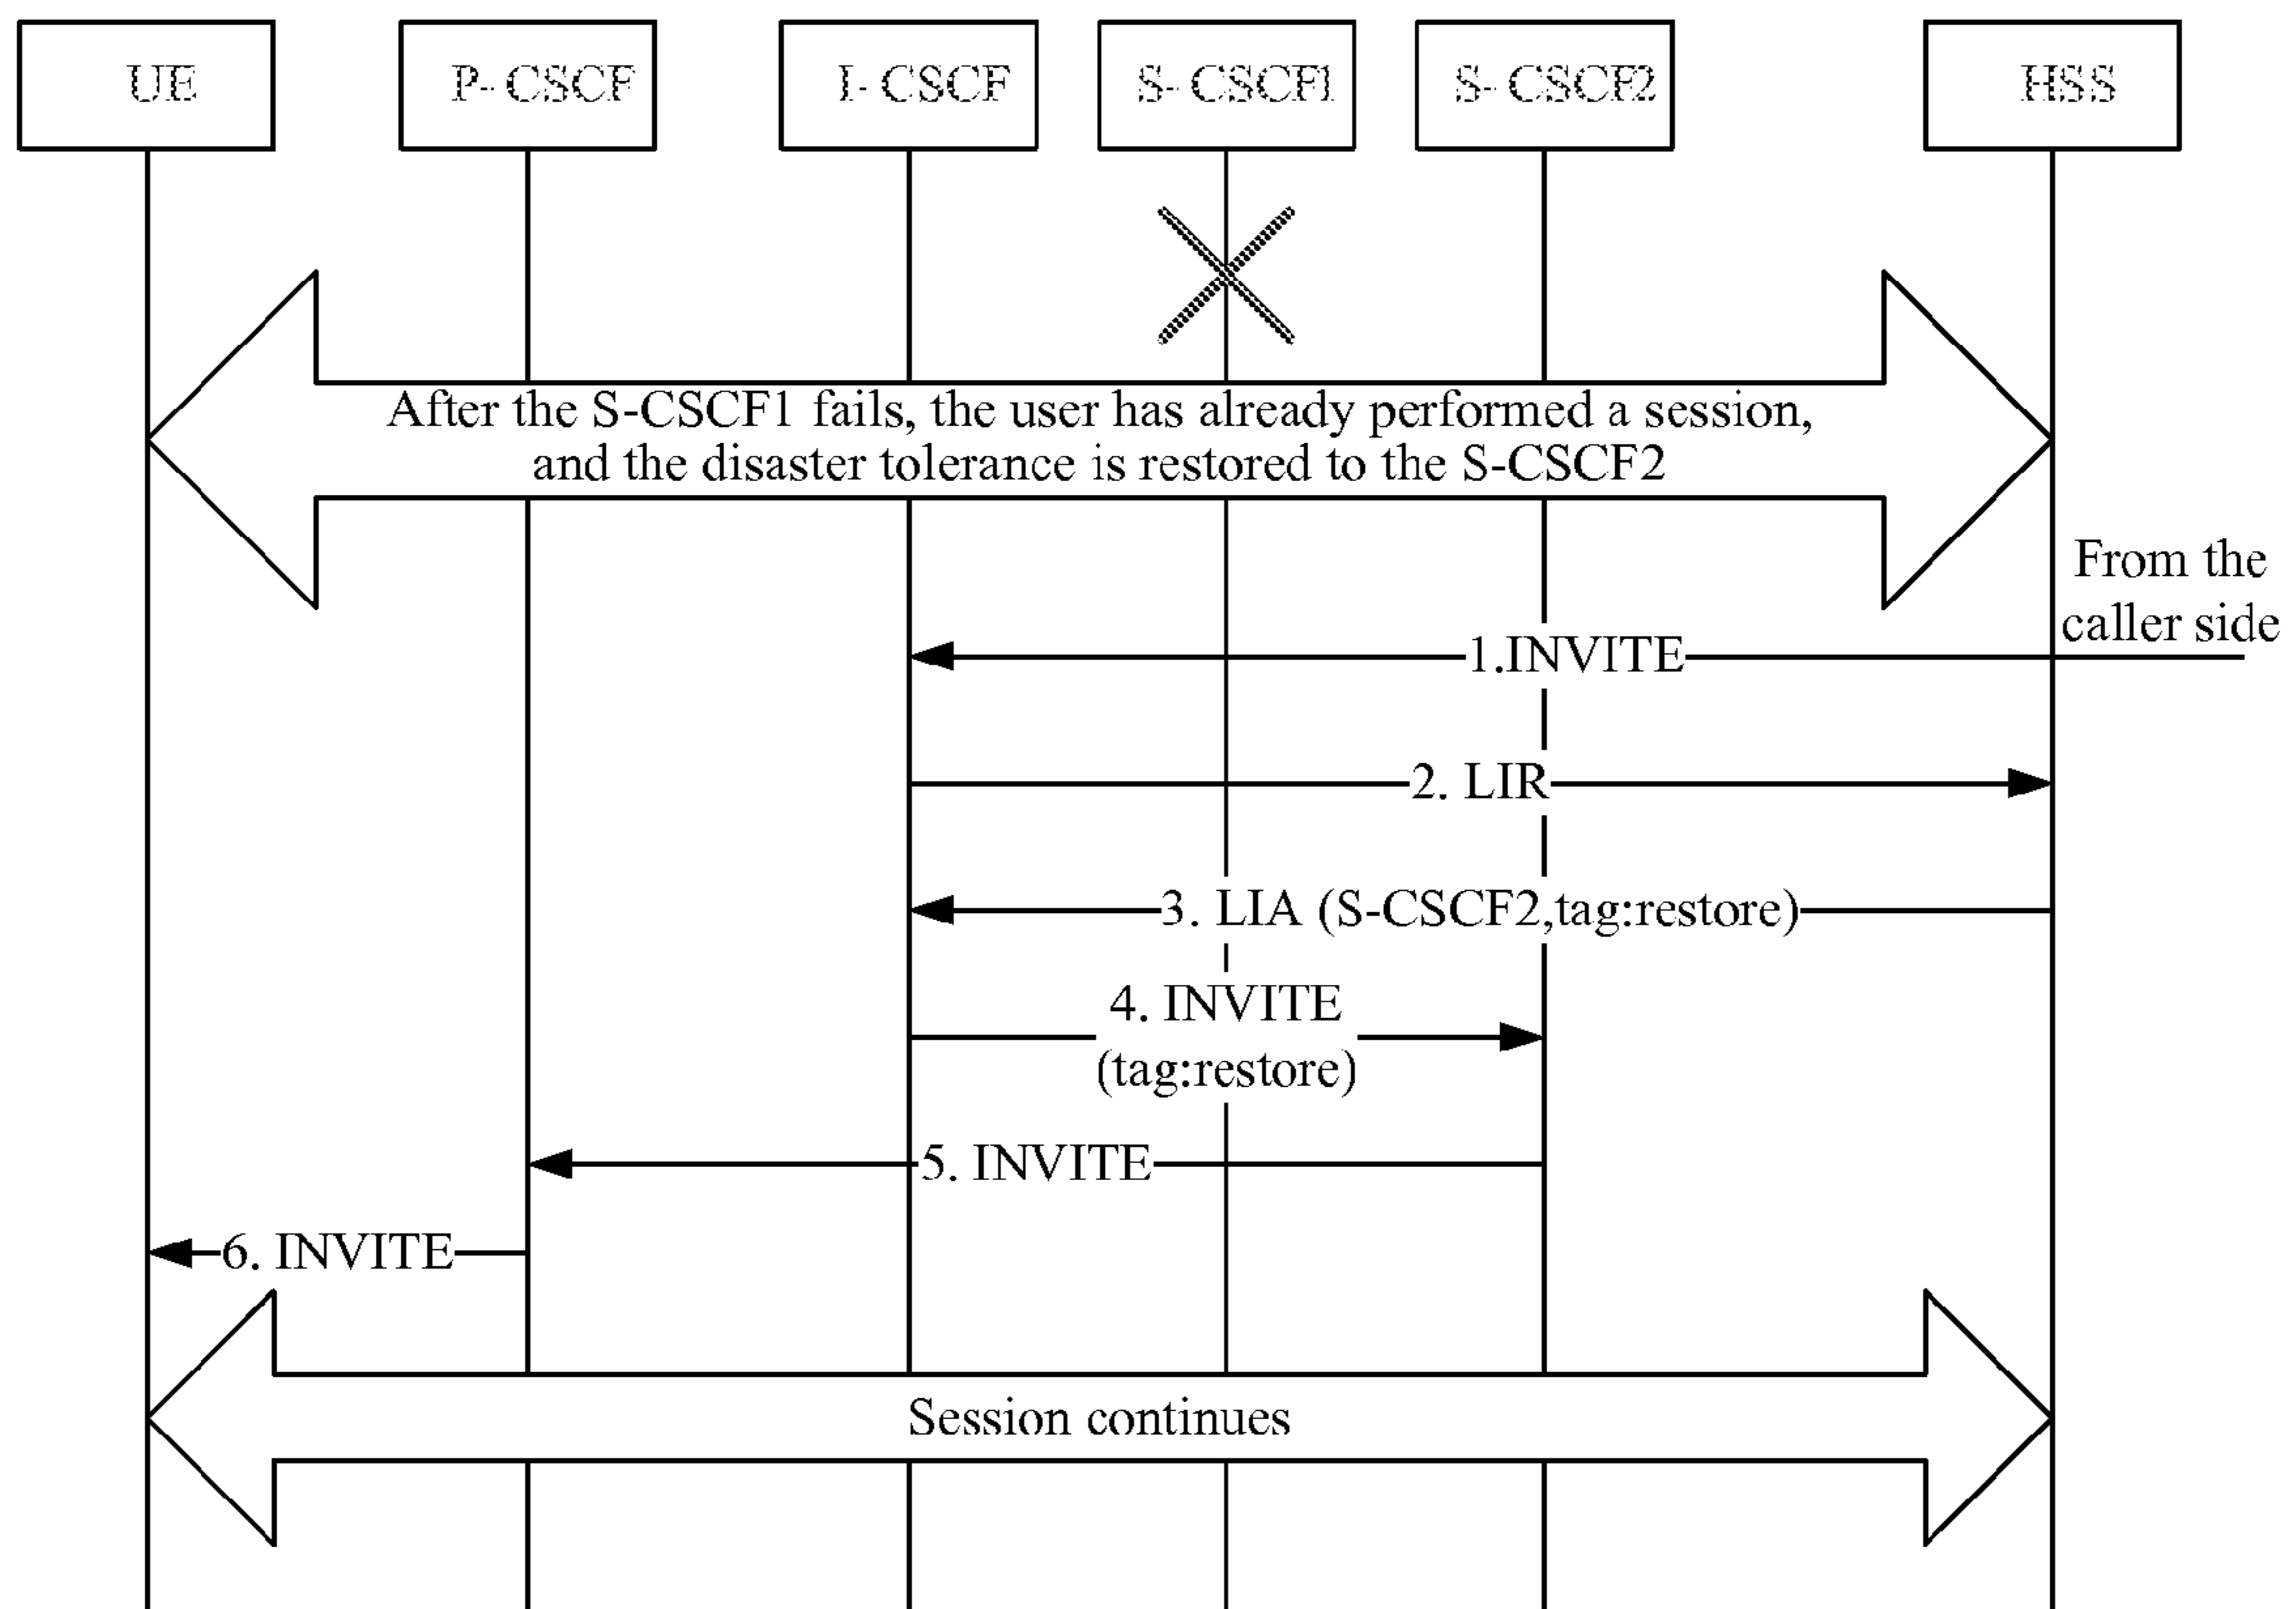 UE
P- CSCF
I- CSCF
S- CSCF1
S- CSCF2
HSS
After the S-CSCF1 fails, the user has already performed a session,
and the disaster tolerance is restored to the S-CSCF2
From the
caller side
1.INVITE
2. LIR
3. LIA (S-CSCF2,tag:restore)
4. INVITE
(tag:restore)
5. INVITE
6. INVITE
Session continues